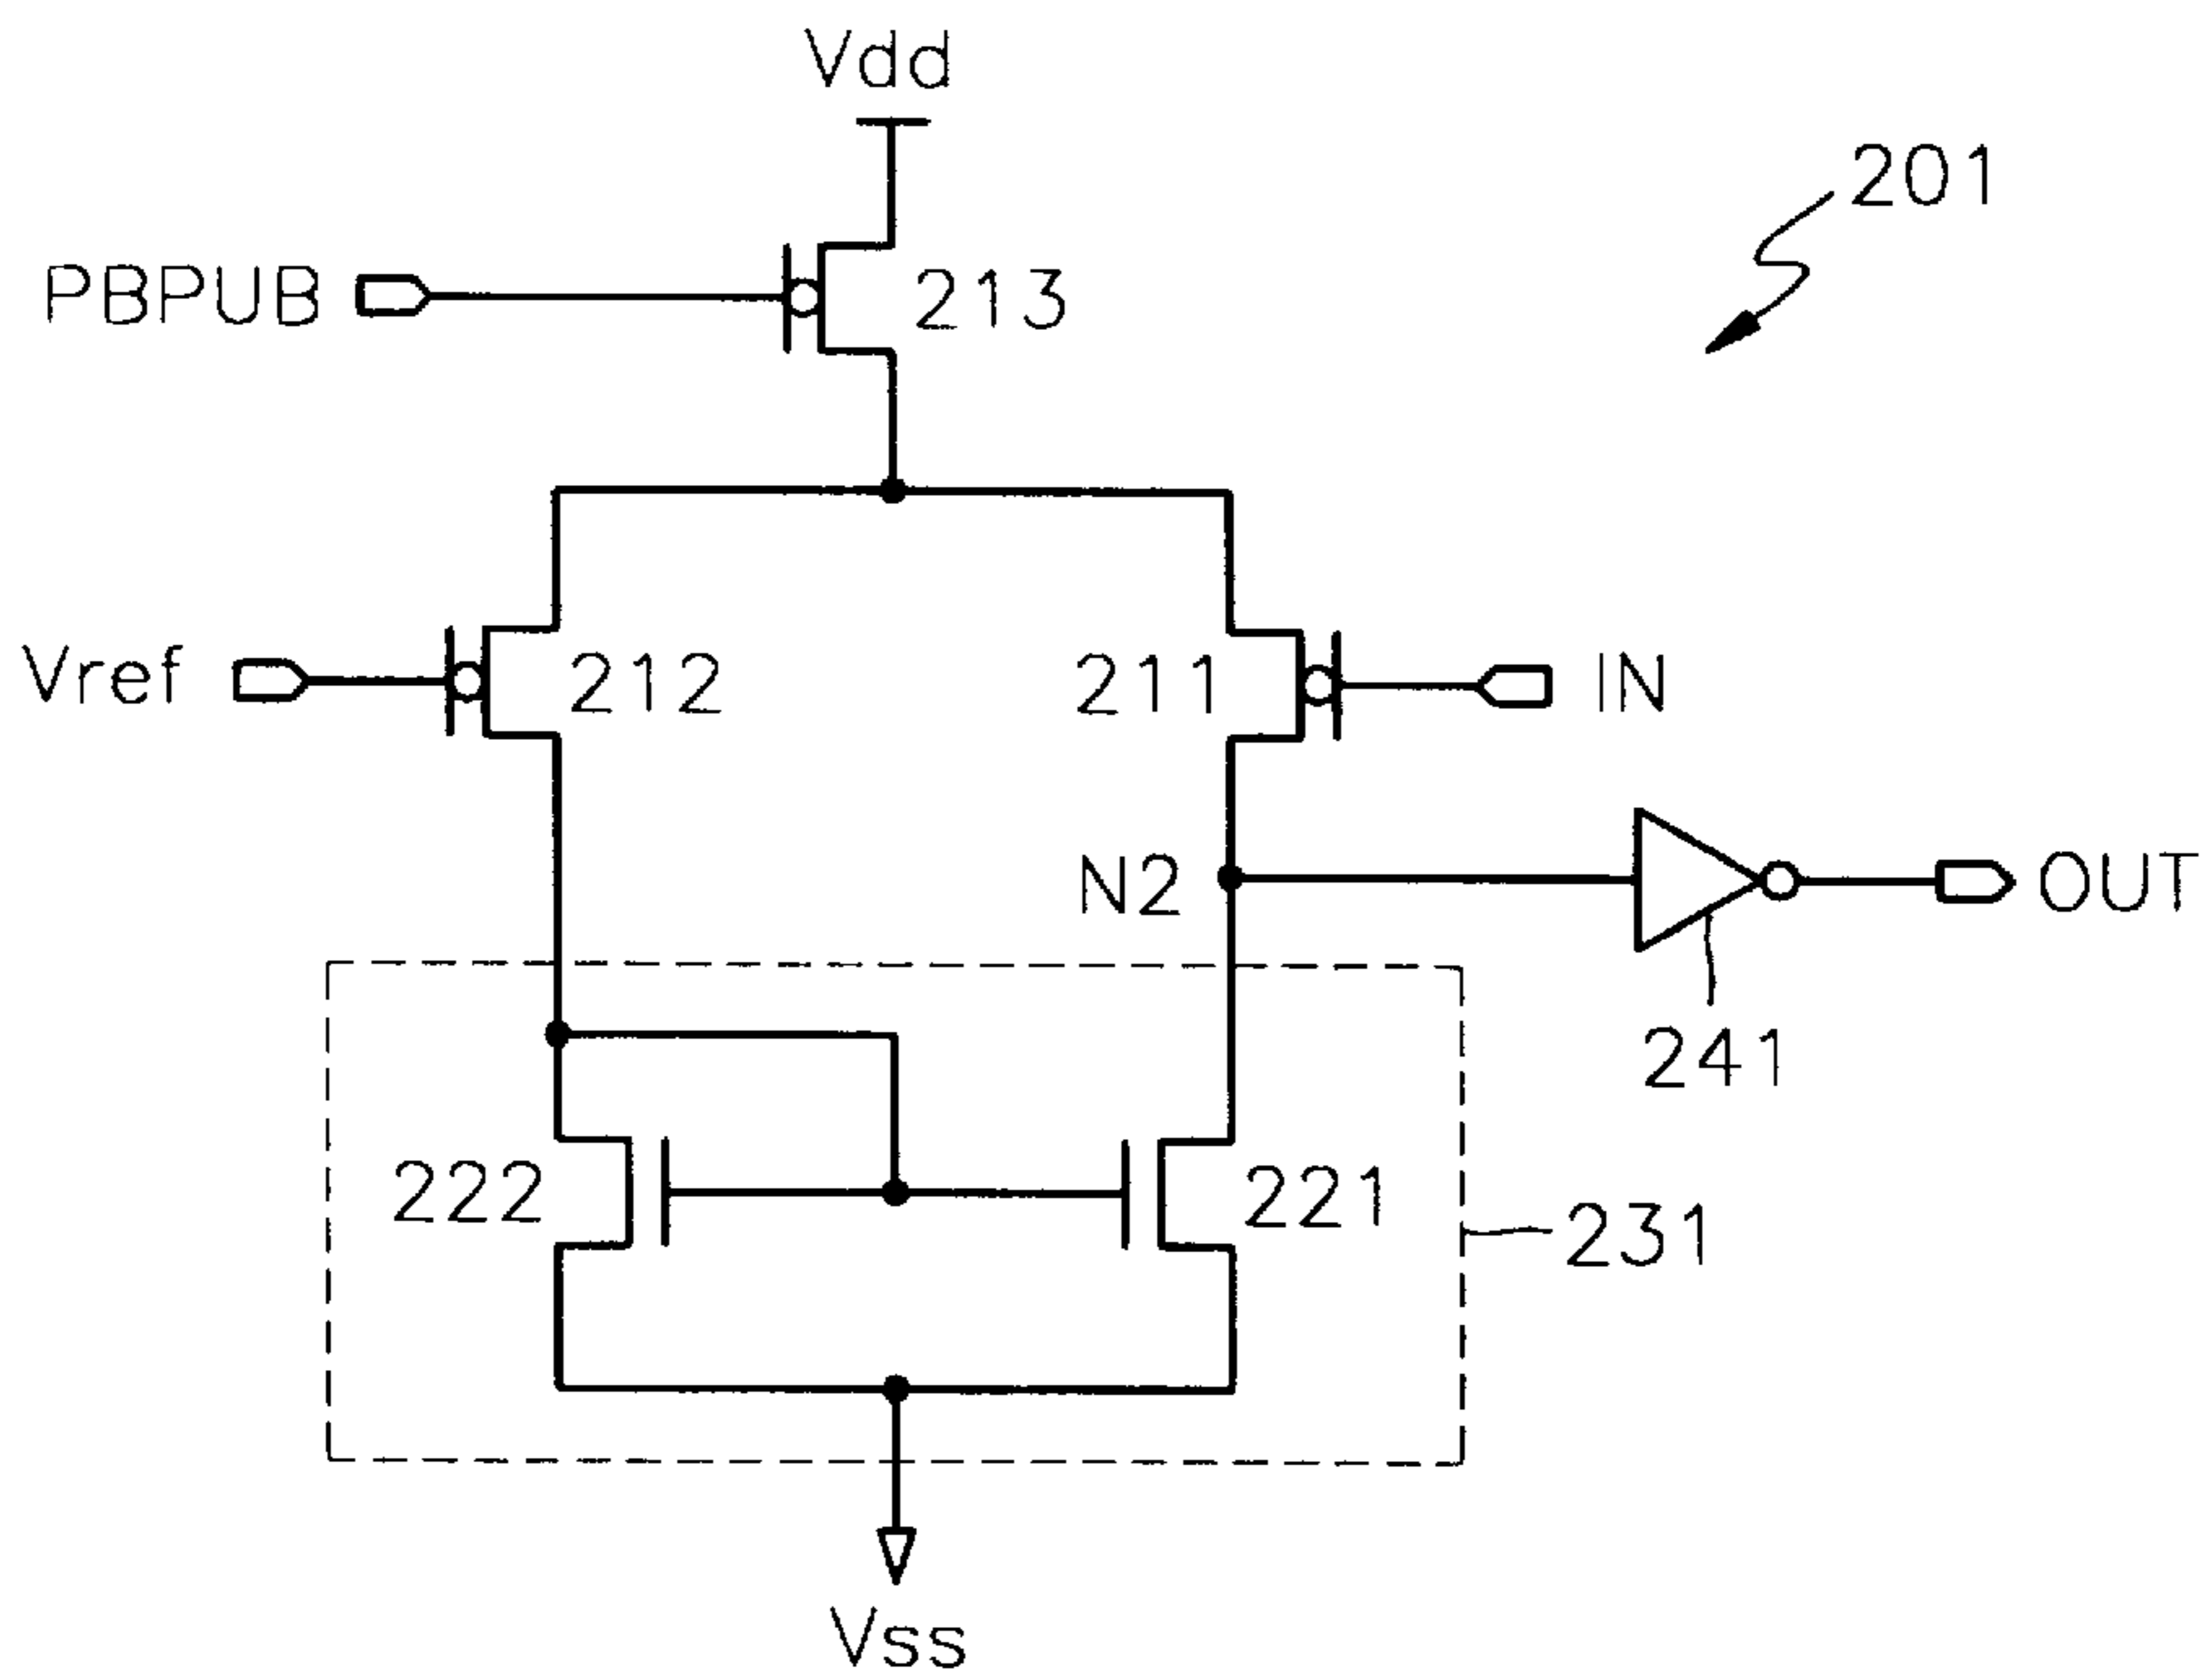 Vdd
201
PBPUB
213
Vref
212
211
IN
N2
OUT
241
222
221
231
Vss